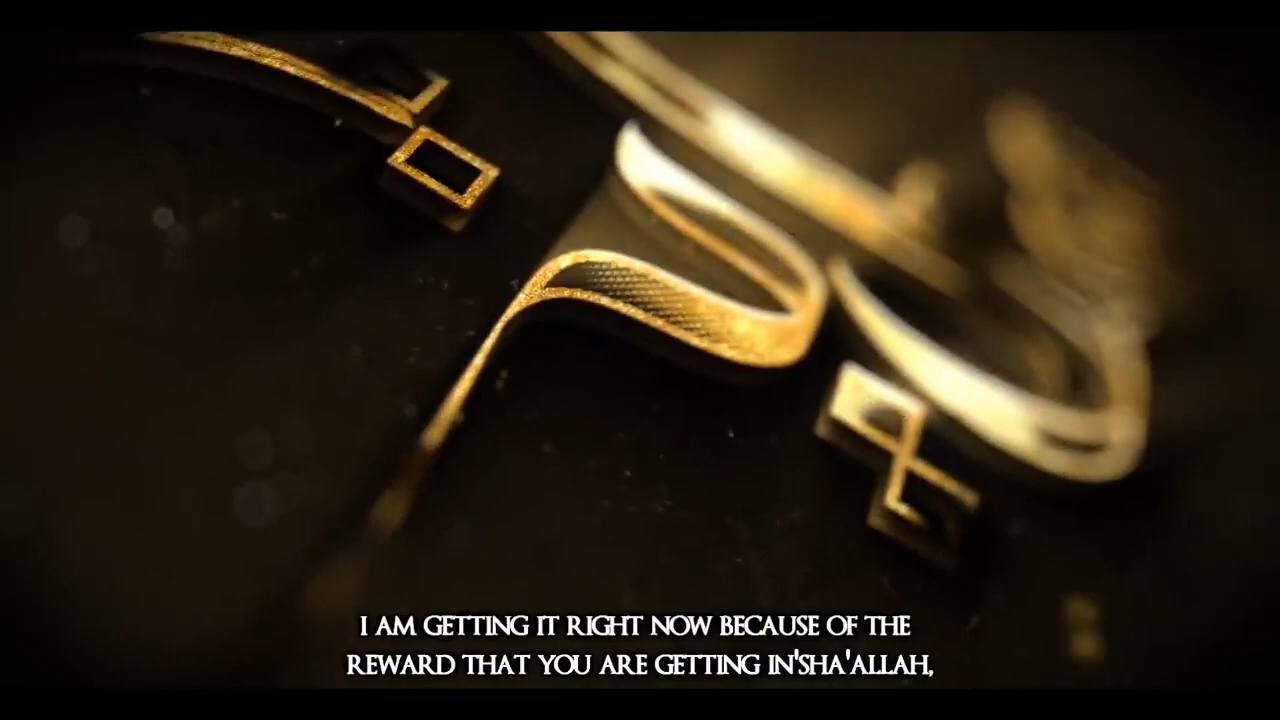 I AM GETTING IT RIGHT NOW BECAUSE OF THE
REWARD THAT YOU ARE GETTING IN'SHA'ALLAH,